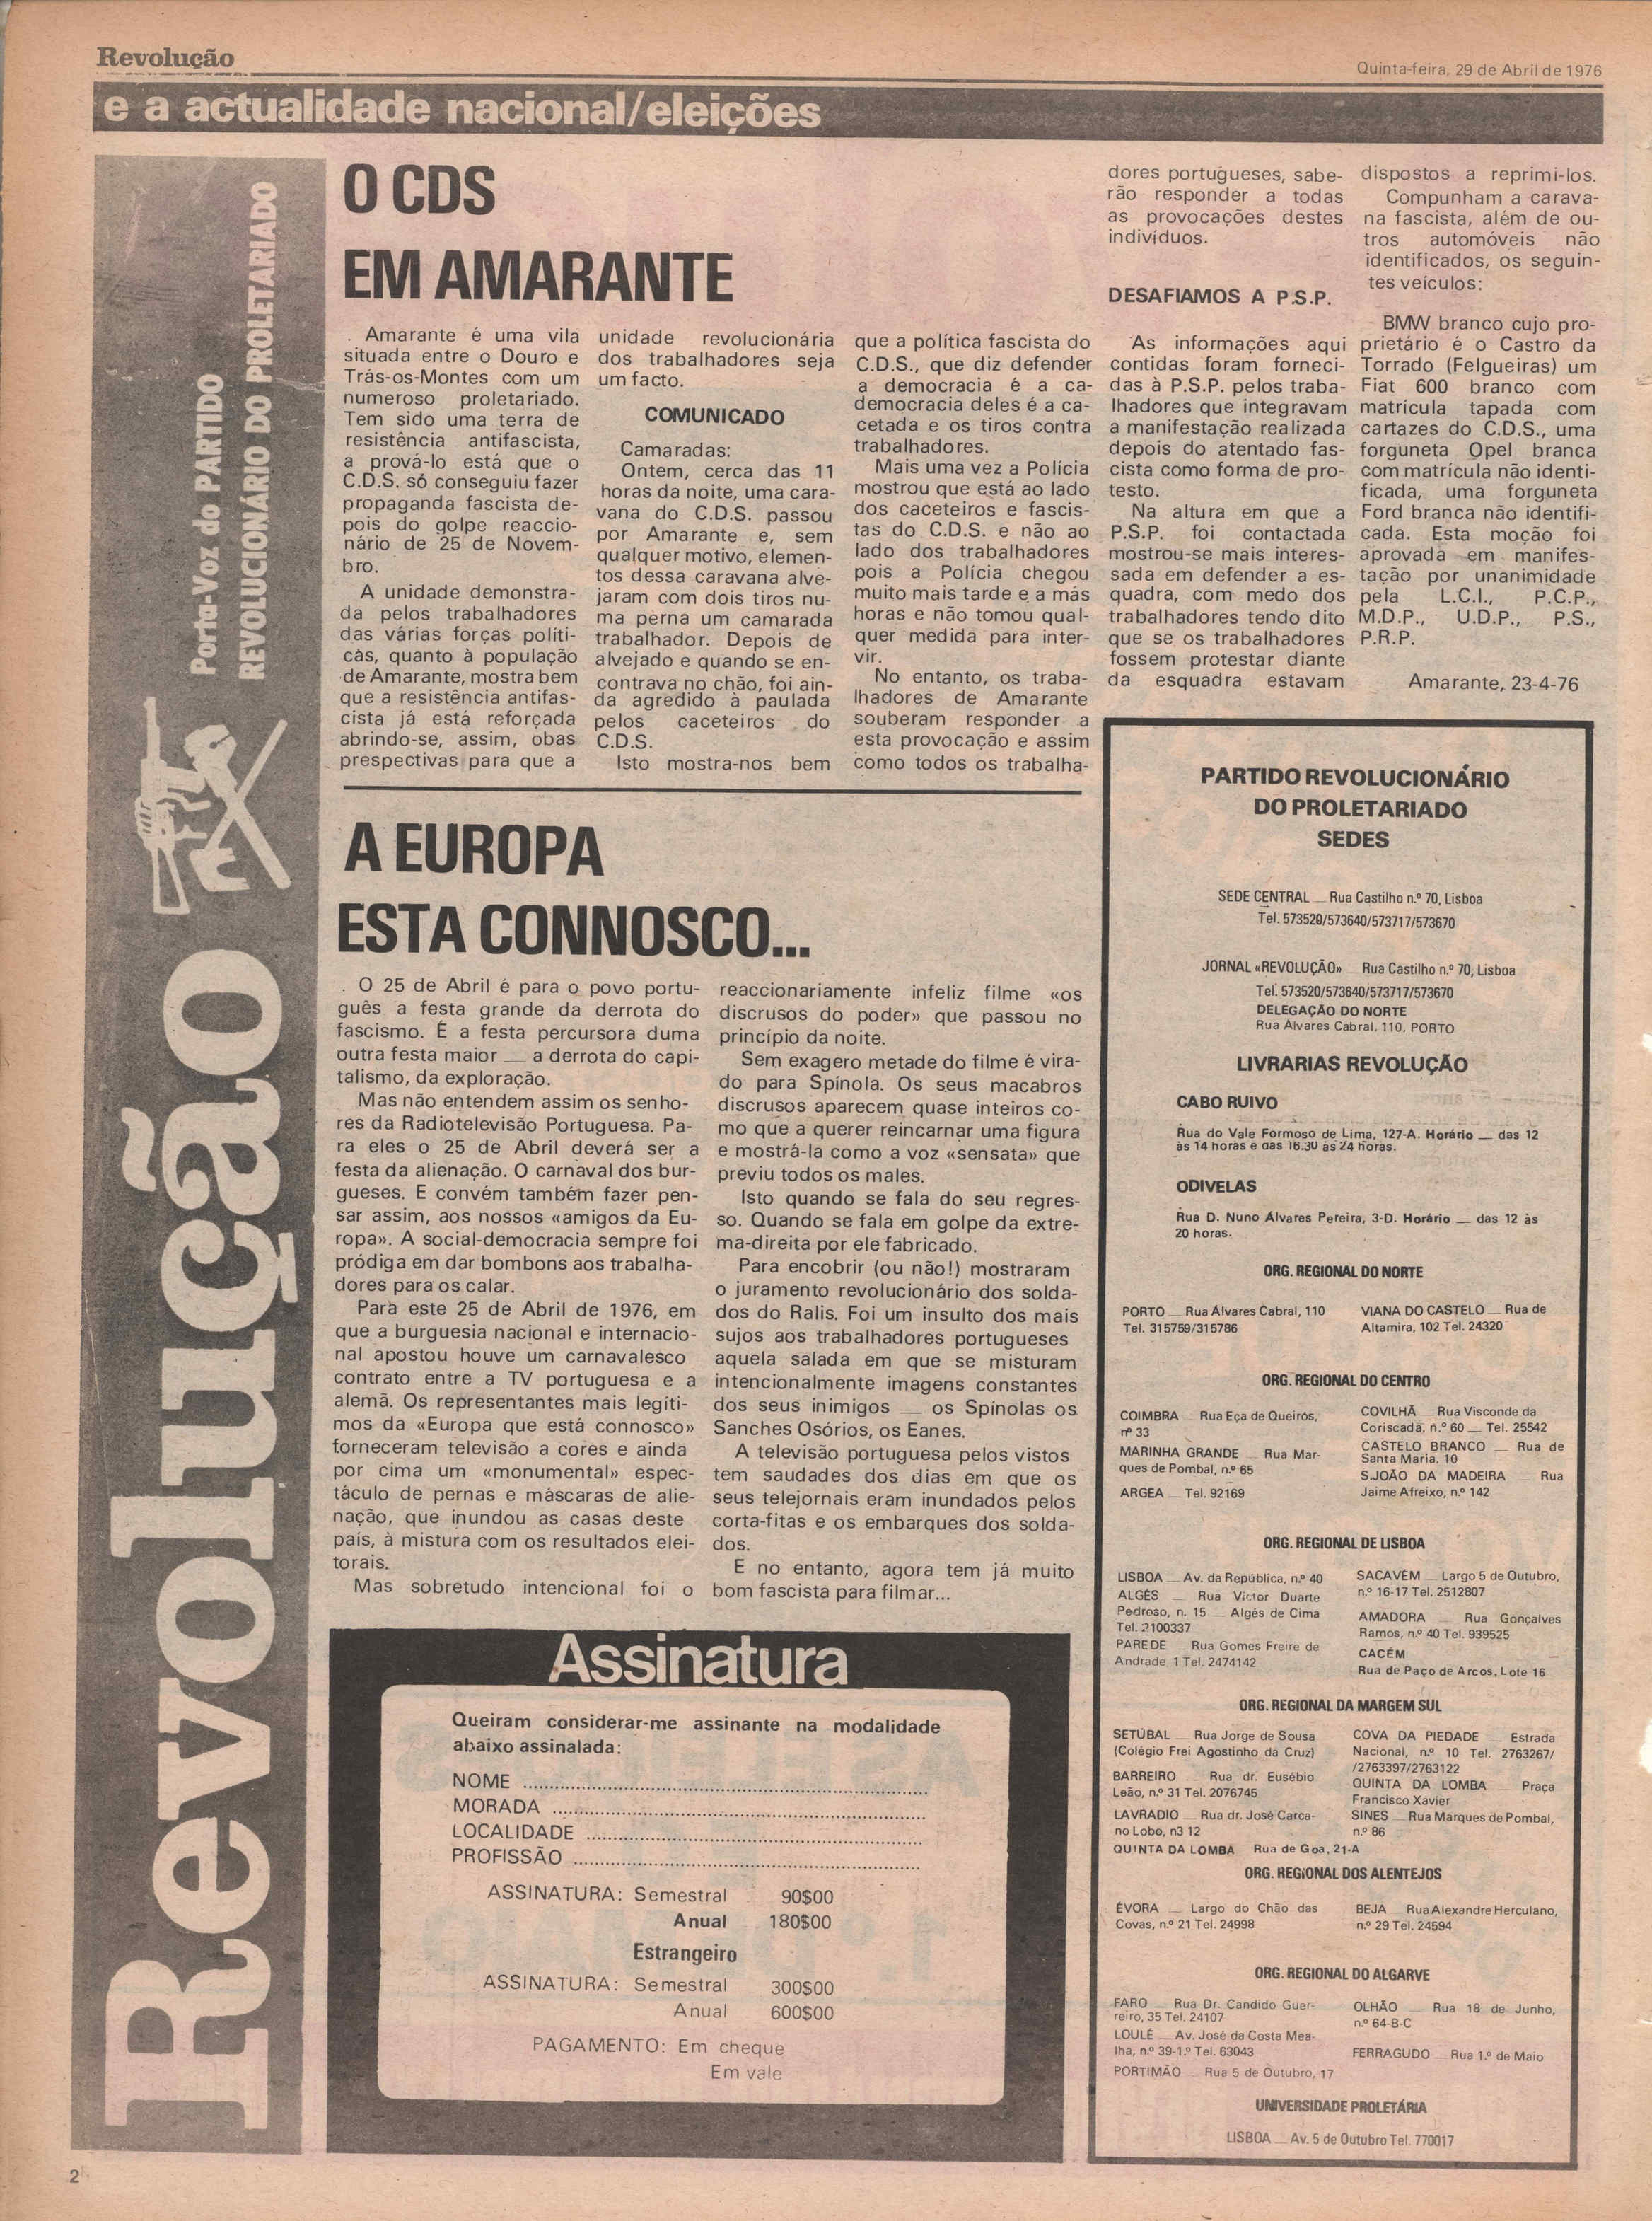 Revolução
Quinta-feira, 29 de Abril de 1976
e a actualidade nacional/eleições
Revolução
Porta-Voz do PARTIDO
REVOLUCIONÁRIO DO PROLETARIADO
O CDS
EM AMARANTE
. Amarante é uma vila
situada entre o Douro e
Trás-os-Montes com um
numeroso proletariado.
Tem sido uma terra de
resistência antifascista,
a prová-lo está que o
C.D.S. só conseguiu fazer
propaganda fascista de-
pois do golpe reaccio-
nário de 25 de Novem-
bro.
A unidade demonstra-
da pelos trabalhadores
das várias forças políti-
càs, quanto à população
de Amarante, mostra bem
que a resistência antifas-
cista já está reforçada
abrindo-se, assim, obas
prespectivas para que a
unidade revolucionária
dos trabalhadores seja
um facto.
COMUNICADO
Camaradas:
Ontem, cerca das 11
horas da noite, uma cara-
vana do C.D.S. passou
por Amarante e, sem
qualquer motivo, elemen-
tos dessa caravana alve-
jaram com dois tiros nu-
ma perna um camarada
trabalhador. Depois de
alvejado e quando se en-
contrava no chão, foi ain-
da agredido à paulada
pelos caceteiros do
C.D.S.
Isto mostra-nos bem
que a política fascista do
C.D.S., que diz defender
a democracia é a ca-
democracia deles é a ca-
cetada e os tiros contra
trabalhadores.
Mais uma vez a Polícia
mostrou que está ao lado
dos caceteiros e fascis-
tas do C.D.S. e não ao
lado dos trabalhadores
pois a Polícia chegou
muito mais tarde e a más
horas e não tomou qual-
quer medida para inter-
vir.
No entanto, os traba-
lhadores de Amarante
souberam responder a
esta provocação e assim
como todos os trabalha-
dores portugueses, sabe-
rão responder a todas
as provocações destes
indivíduos.
DESAFIAMOS A P.S.P.
As informações aqui
contidas foram forneci-
das à P.S.P. pelos traba-
lhadores que integravam
a manifestação realizada
depois do atentado fas-
cista como forma de pro-
testo.
Na altura em que a
P.S.P. foi contactada
mostrou-se mais interes-
sada em defender a es-
quadra, com medo dos
trabalhadores tendo dito
que se os trabalhadores
fossem protestar diante
da esquadra estavam
dispostos a reprimi-los.
Compunham a carava-
na fascista, além de ou-
tros automóveis não
identificados, os seguin-
tes veículos:
BMW branco cujo pro-
prietário é o Castro da
Torrado (Felgueiras) um
Fiat 600 branco com
matrícula tapada com
cartazes do C.D.S., uma
forguneta Opel branca
com matrícula não identi-
ficada, uma forguneta
Ford branca não identifi-
cada. Esta moção foi
aprovada em manifes-
tação por unanimidade
pela L.C.I., P.C.P.,
M.D.P., U.D.P., P.S.,
P.R.P.
Amarante, 23-4-76
A EUROPA
ESTA CONNOSCO...
. O 25 de Abril é para o povo portu-
guês a festa grande da derrota do
fascismo. É a festa percursora duma
outra festa maior — a derrota do capi-
talismo, da exploração.
Mas não entendem assim os senho-
res da Radiotelevisão Portuguesa. Pa-
ra eles o 25 de Abril deverá ser a
festa da alienação. O carnaval dos bur-
gueses. E convém também fazer pen-
sar assim, aos nossos «amigos da Eu-
ropa». A social-democracia sempre foi
pródiga em dar bombons aos trabalha-
dores para os calar.
Para este 25 de Abril de 1976, em
que a burguesia nacional e internacio-
nal apostou houve um carnavalesco
contrato entre a TV portuguesa e a
alemã. Os representantes mais legíti-
mos da «Europa que está connosco»
forneceram televisão a cores e ainda
por cima um «monumental» espec-
táculo de pernas e máscaras de alie-
nação, que inundou as casas deste
país, à mistura com os resultados elei-
torais.
Mas sobretudo intencional foi o
reaccionariamente infeliz filme «os
discrusos do poder» que passou no
princípio da noite.
Sem exagero metade do filme é vira-
do para Spínola. Os seus macabros
discrusos aparecem quase inteiros co-
mo que a querer reincarnar uma figura
e mostrá-la como a voz «sensata» que
previu todos os males.
Isto quando se fala do seu regres-
so. Quando se fala em golpe da extre-
ma-direita por ele fabricado.
Para encobrir (ou não!) mostraram
o juramento revolucionário dos solda-
dos do Ralis. Foi um insulto dos mais
sujos aos trabalhadores portugueses
aquela salada em que se misturam
intencionalmente imagens constantes
dos seus inimigos — os Spínolas os
Sanches Osórios, os Eanes.
A televisão portuguesa pelos vistos
tem saudades dos dias em que os
seus telejornais eram inundados pelos
corta-fitas e os embarques dos solda-
dos.
E no entanto, agora tem já muito
bom fascista para filmar...
Assinatura
Queiram considerar-me assinante na modalidade
abaixo assinalada:
NOME
MORADA
LOCALIDADE
PROFISSÃO
ASSINATURA: Semestral 90$00
Anual 180$00
Estrangeiro
ASSINATURA: Semestral 300$00
Anual 600$00
PAGAMENTO: Em cheque
Em vale
PARTIDO REVOLUCIONÁRIO
DO PROLETARIADO
SEDES
SEDE CENTRAL — Rua Castilho n.º 70, Lisboa
Tel. 573520/573640/573717/573670
JORNAL «REVOLUÇÃO» — Rua Castilho n.º 70, Lisboa
Tel. 573520/573640/573717/573670
DELEGAÇÃO DO NORTE
Rua Álvares Cabral, 110, PORTO
LIVRARIAS REVOLUÇÃO
CABO RUIVO
Rua do Vale Formoso de Lima, 127-A. Horário — das 12
às 14 horas e das 16.30 às 24 horas.
ODIVELAS
Rua D. Nuno Álvares Pereira, 3-D. Horário — das 12 às
20 horas.
ORG. REGIONAL DO NORTE
PORTO — Rua Álvares Cabral, 110
Tel. 315759/315786
VIANA DO CASTELO — Rua de
Altamira, 102 Tel. 24320
ORG. REGIONAL DO CENTRO
COIMBRA — Rua Eça de Queirós,
nº 33
MARINHA GRANDE — Rua Mar-
ques de Pombal, n.º 65
ARGEA — Tel. 92169
COVILHÃ — Rua Visconde da
Coriscada, n.º 60 — Tel. 25542
CASTELO BRANCO — Rua de
Santa Maria, 10
S.JOÃO DA MADEIRA — Rua
Jaime Afreixo, n.º 142
ORG. REGIONAL DE LISBOA
LISBOA — Av. da República, n.º 40
ALGÉS — Rua Victor Duarte
Pedroso, n. 15 — Algés de Cima
Tel. 2100337
PAREDE — Rua Gomes Freire de
Andrade 1 Tel. 2474142
SACAVÉM — Largo 5 de Outubro,
n.º 16-17 Tel. 2512807
AMADORA — Rua Gonçalves
Ramos, n.º 40 Tel. 939525
CACÉM —
Rua de Paço de Arcos, Lote 16
ORG. REGIONAL DA MARGEM SUL
SETÚBAL — Rua Jorge de Sousa
(Colégio Frei Agostinho da Cruz)
BARREIRO — Rua dr. Eusébio
Leão, n.º 31 Tel. 2076745
LAVRADIO — Rua dr. José Carca-
no Lobo, n3 12
QUINTA DA LOMBA Rua de Goa, 21-A
COVA DA PIEDADE — Estrada
Nacional, n.º 10 Tel. 2763267/
/2763397/2763122
QUINTA DA LOMBA — Praça
Francisco Xavier
SINES — Rua Marques de Pombal,
n.º 86
ORG. REGIONAL DOS ALENTEJOS
ÉVORA — Largo do Chão das
Covas, n.º 21 Tel. 24998
BEJA — Rua Alexandre Herculano,
n.º 29 Tel. 24594
ORG. REGIONAL DO ALGARVE
FARO — Rua Dr. Candido Guer-
reiro, 35 Tel. 24107
LOULÉ — Av. José da Costa Mea-
lha, n.º 39-1.º Tel. 63043
PORTIMÃO — Rua 5 de Outubro, 17
OLHÃO — Rua 18 de Junho,
n.º 64-B-C
FERRAGUDO — Rua 1.º de Maio
UNIVERSIDADE PROLETÁRIA
LISBOA — Av. 5 de Outubro Tel. 770017
2